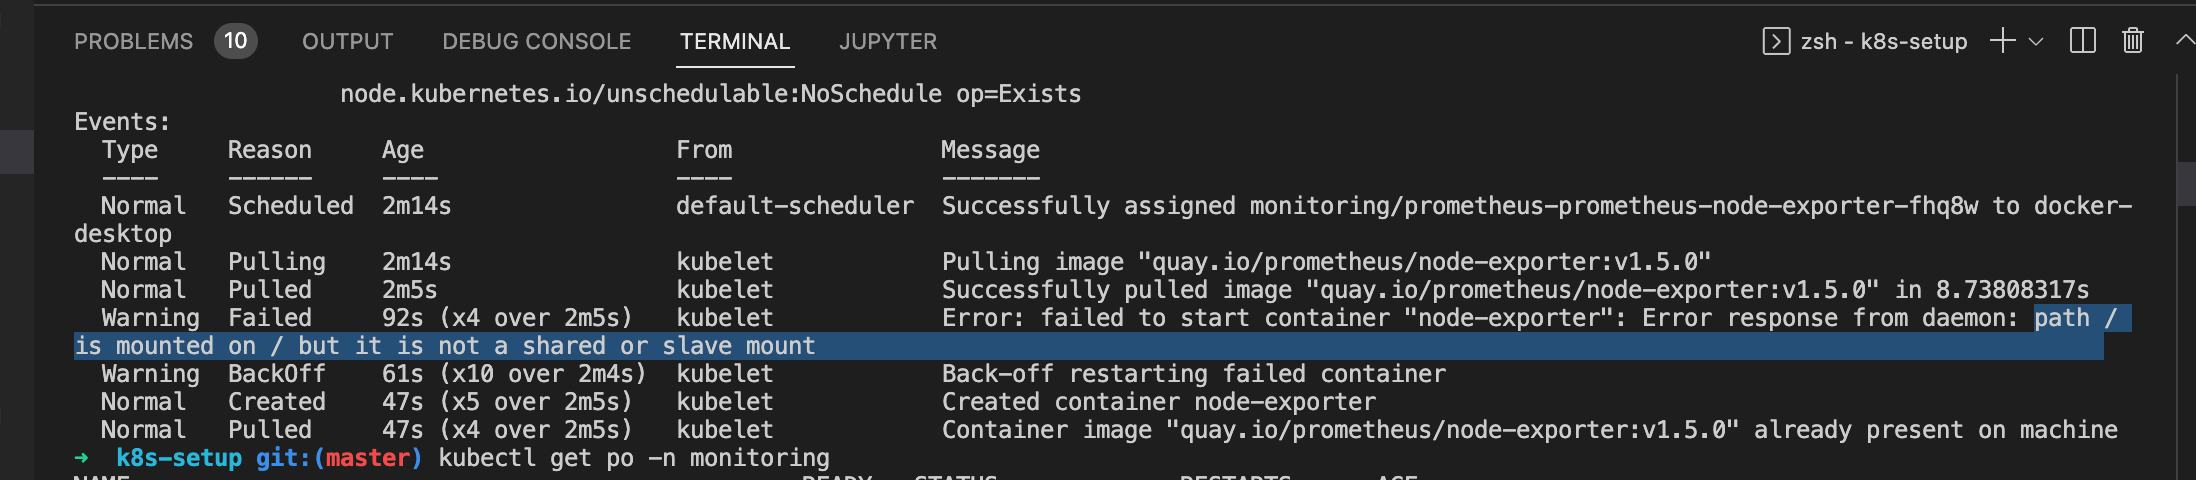 PROBLEMS 10 OUTPUT DEBUG CONSOLE TERMINAL JUPYTER zsh - k8s-setup
node.kubernetes.io/unschedulable:NoSchedule op=Exists
Events:
Type Reason Age From Message
---- ------ ---- ---- -------
Normal Scheduled 2m14s default-scheduler Successfully assigned monitoring/prometheus-prometheus-node-exporter-fhq8w to docker-
desktop
Normal Pulling 2m14s kubelet Pulling image "quay.io/prometheus/node-exporter:v1.5.0"
Normal Pulled 2m5s kubelet Successfully pulled image "quay.io/prometheus/node-exporter:v1.5.0" in 8.73808317s
Warning Failed 92s (x4 over 2m5s) kubelet Error: failed to start container "node-exporter": Error response from daemon: path /
is mounted on / but it is not a shared or slave mount
Warning BackOff 61s (x10 over 2m4s) kubelet Back-off restarting failed container
Normal Created 47s (x5 over 2m5s) kubelet Created container node-exporter
Normal Pulled 47s (x4 over 2m5s) kubelet Container image "quay.io/prometheus/node-exporter:v1.5.0" already present on machine
➜ k8s-setup git:(master) kubectl get po -n monitoring
NAME READY STATUS RESTARTS AGE